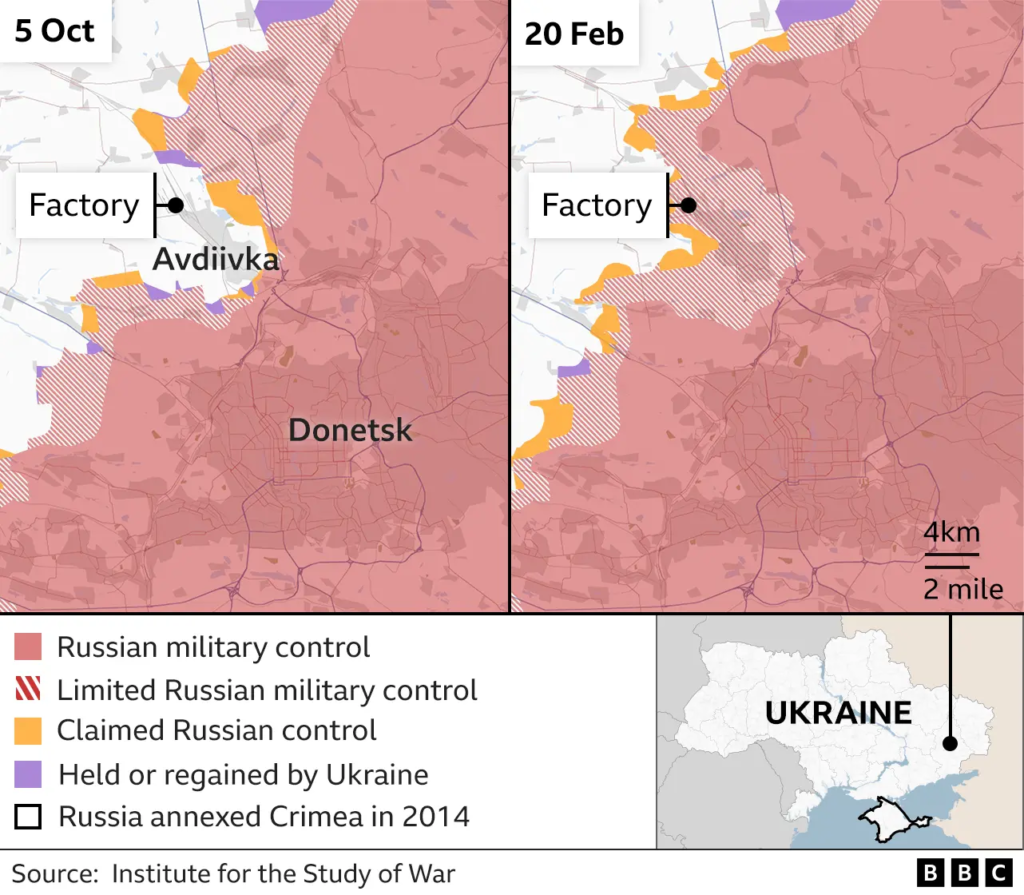 5 Oct
Factory
Avdiivka
Donetsk
20 Feb
Factory
4km
2 mile
Russian military control
Limited Russian military control
Claimed Russian control
Held or regained by Ukraine
Russia annexed Crimea in 2014
UKRAINE
Source: Institute for the Study of War
BBC